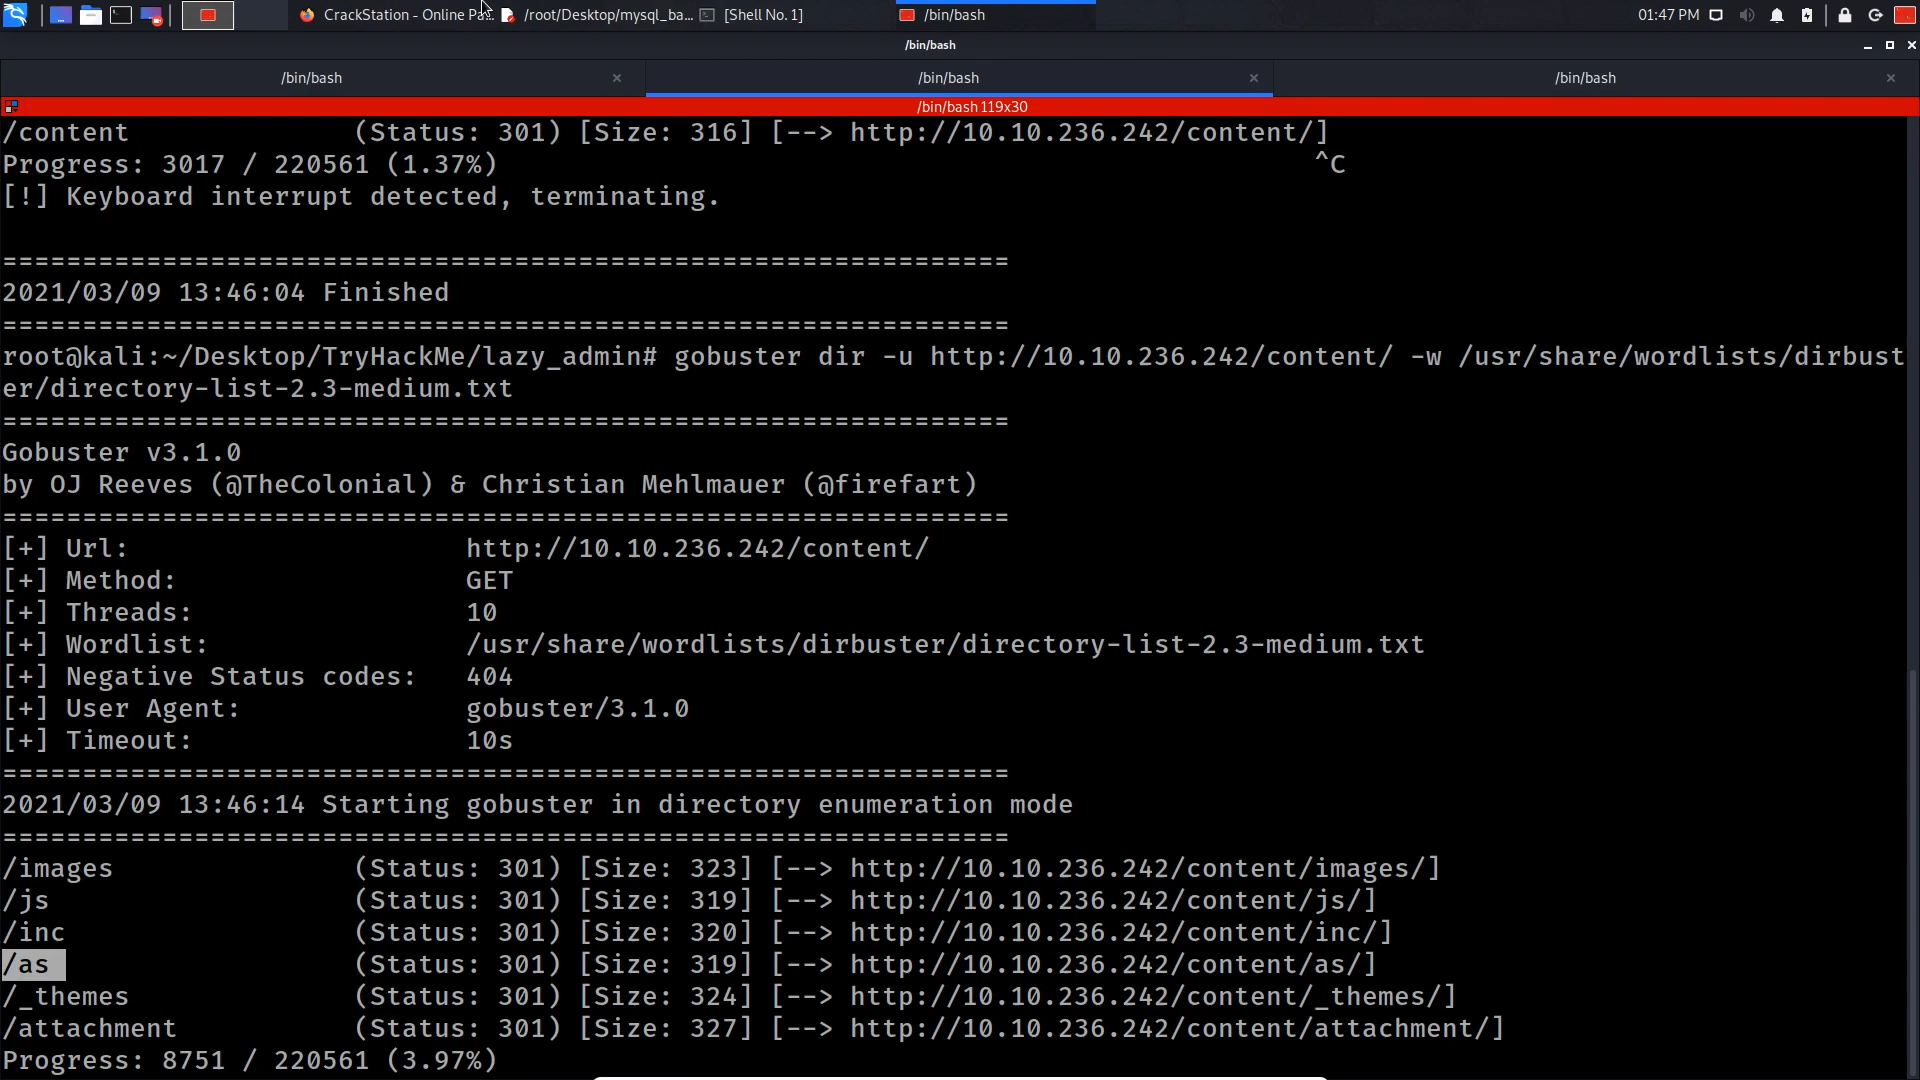 CrackStation - Online Pa...
/root/Desktop/mysql_ba...
[Shell No. 1]
/bin/bash
01:47 PM
/bin/bash
/bin/bash
/bin/bash
/bin/bash
/bin/bash 119x30
/content (Status: 301) [Size: 316] [--> http://10.10.236.242/content/]
Progress: 3017 / 220561 (1.37%) ^C
[!] Keyboard interrupt detected, terminating.
===============================================================
2021/03/09 13:46:04 Finished
===============================================================
root@kali:~/Desktop/TryHackMe/lazy_admin# gobuster dir -u http://10.10.236.242/content/ -w /usr/share/wordlists/dirbust
er/directory-list-2.3-medium.txt
===============================================================
Gobuster v3.1.0
by OJ Reeves (@TheColonial) & Christian Mehlmauer (@firefart)
===============================================================
[+] Url: http://10.10.236.242/content/
[+] Method: GET
[+] Threads: 10
[+] Wordlist: /usr/share/wordlists/dirbuster/directory-list-2.3-medium.txt
[+] Negative Status codes: 404
[+] User Agent: gobuster/3.1.0
[+] Timeout: 10s
===============================================================
2021/03/09 13:46:14 Starting gobuster in directory enumeration mode
===============================================================
/images (Status: 301) [Size: 323] [--> http://10.10.236.242/content/images/]
/js (Status: 301) [Size: 319] [--> http://10.10.236.242/content/js/]
/inc (Status: 301) [Size: 320] [--> http://10.10.236.242/content/inc/]
/as (Status: 301) [Size: 319] [--> http://10.10.236.242/content/as/]
/_themes (Status: 301) [Size: 324] [--> http://10.10.236.242/content/_themes/]
/attachment (Status: 301) [Size: 327] [--> http://10.10.236.242/content/attachment/]
Progress: 8751 / 220561 (3.97%)